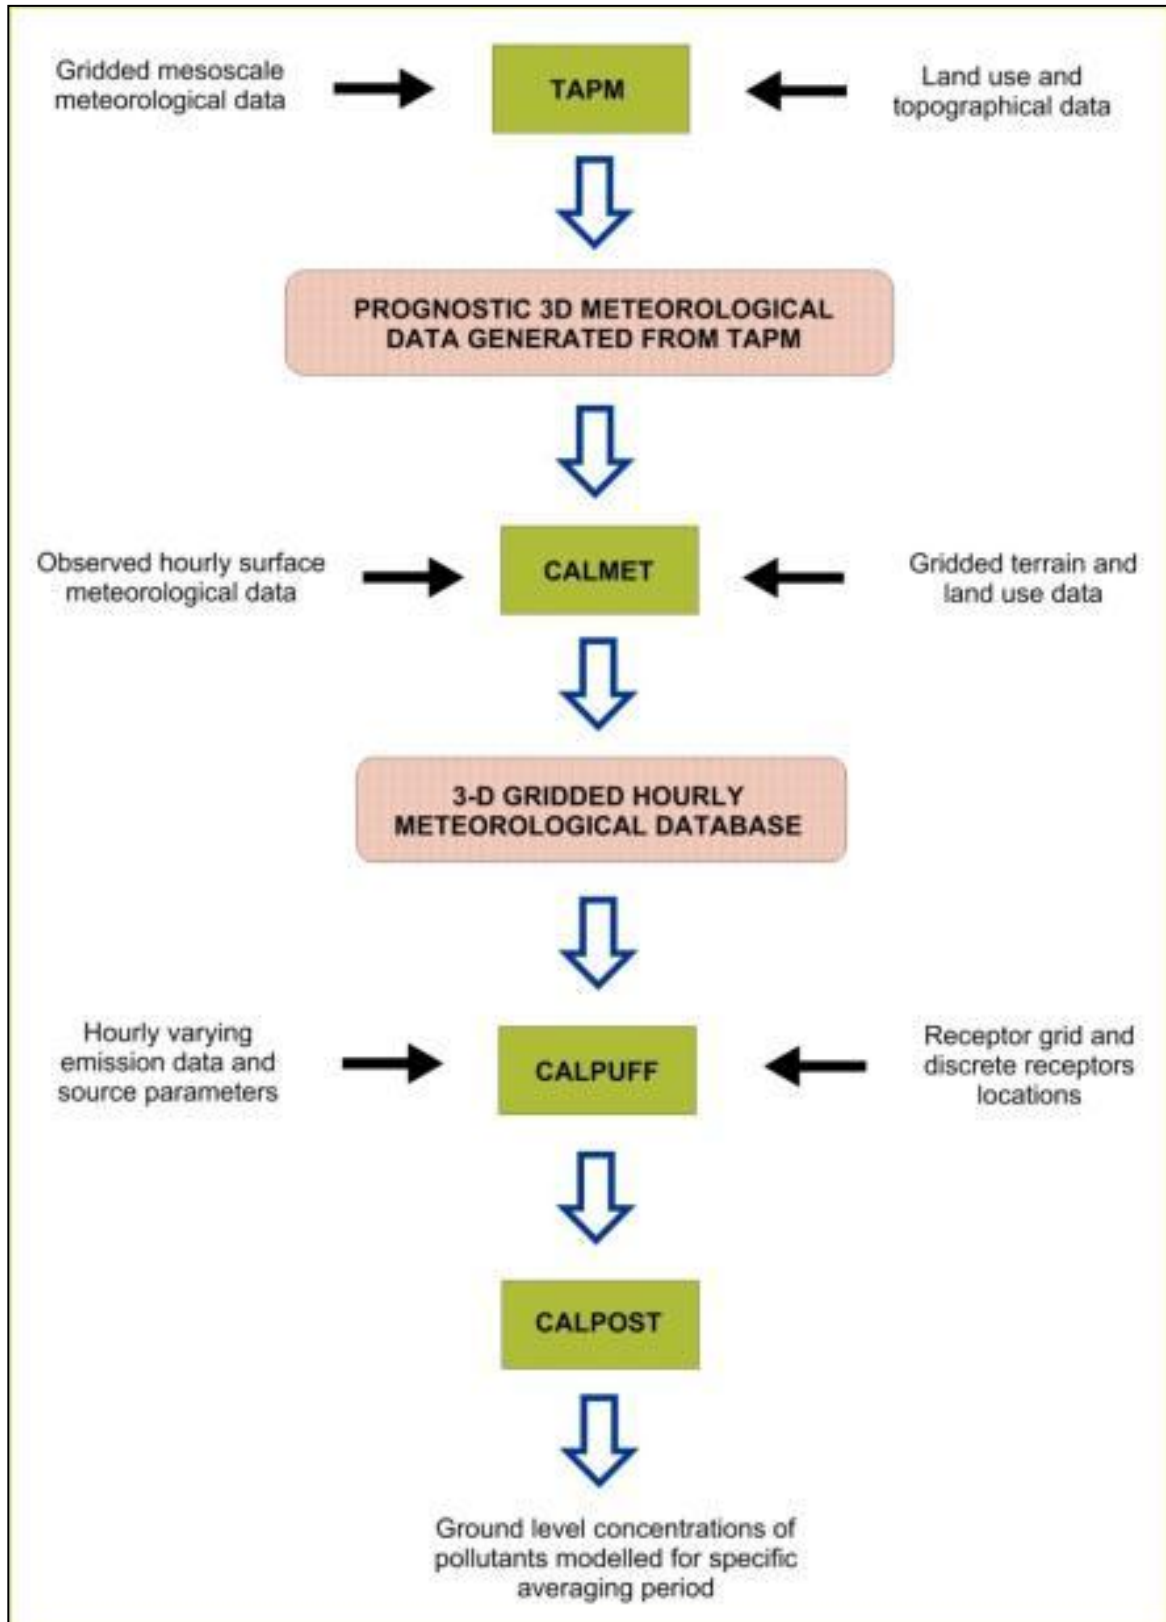 Gridded mesoscale
meteorological data
TAPM
Land use and
topographical data
PROGNOSTIC 3D METEOROLOGICAL
DATA GENERATED FROM TAPM
Observed hourly surface
meteorological data
CALMET
Gridded terrain and
land use data
3-D GRIDDED HOURLY
METEOROLOGICAL DATABASE
Hourly varying
emission data and
source parameters
CALPUFF
Receptor grid and
discrete receptors
locations
CALPOST
Ground level concentrations of
pollutants modelled for specific
averaging period